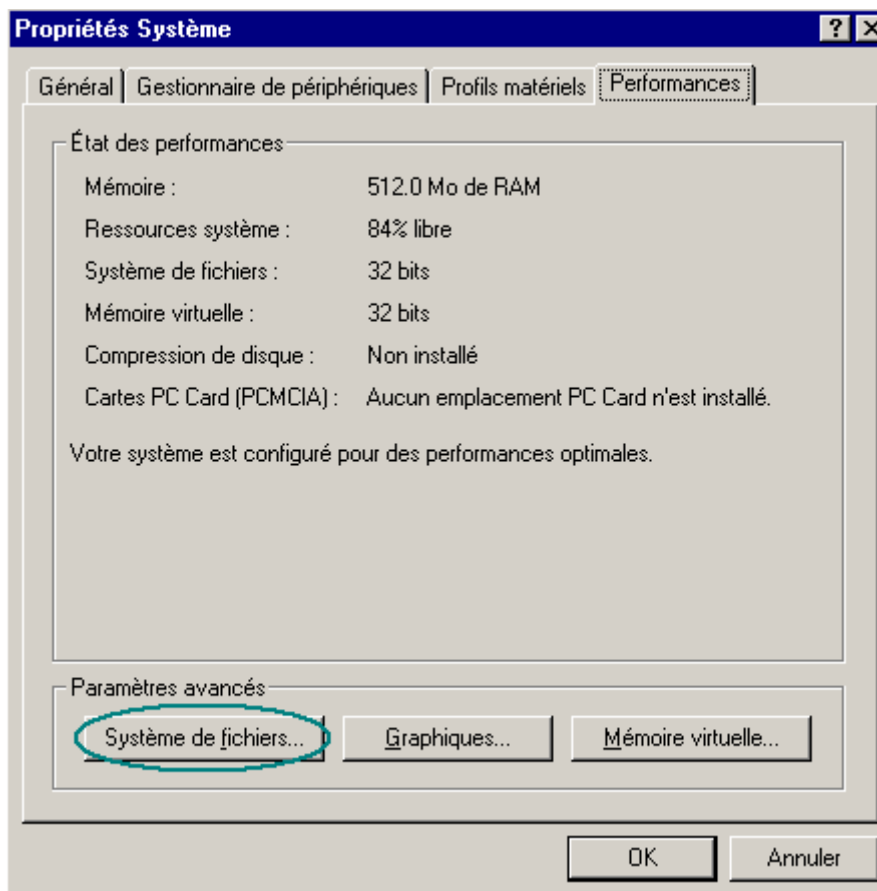 Propriétés Système
Général Gestionnaire de périphériques Profils matériels Performances
État des performances
Mémoire : 512.0 Mo de RAM
Ressources système : 84% libre
Système de fichiers : 32 bits
Mémoire virtuelle : 32 bits
Compression de disque : Non installé
Cartes PC Card (PCMCIA) : Aucun emplacement PC Card n'est installé.
Votre système est configuré pour des performances optimales.
Paramètres avancés
Système de fichiers... Graphiques... Mémoire virtuelle...
OK Annuler